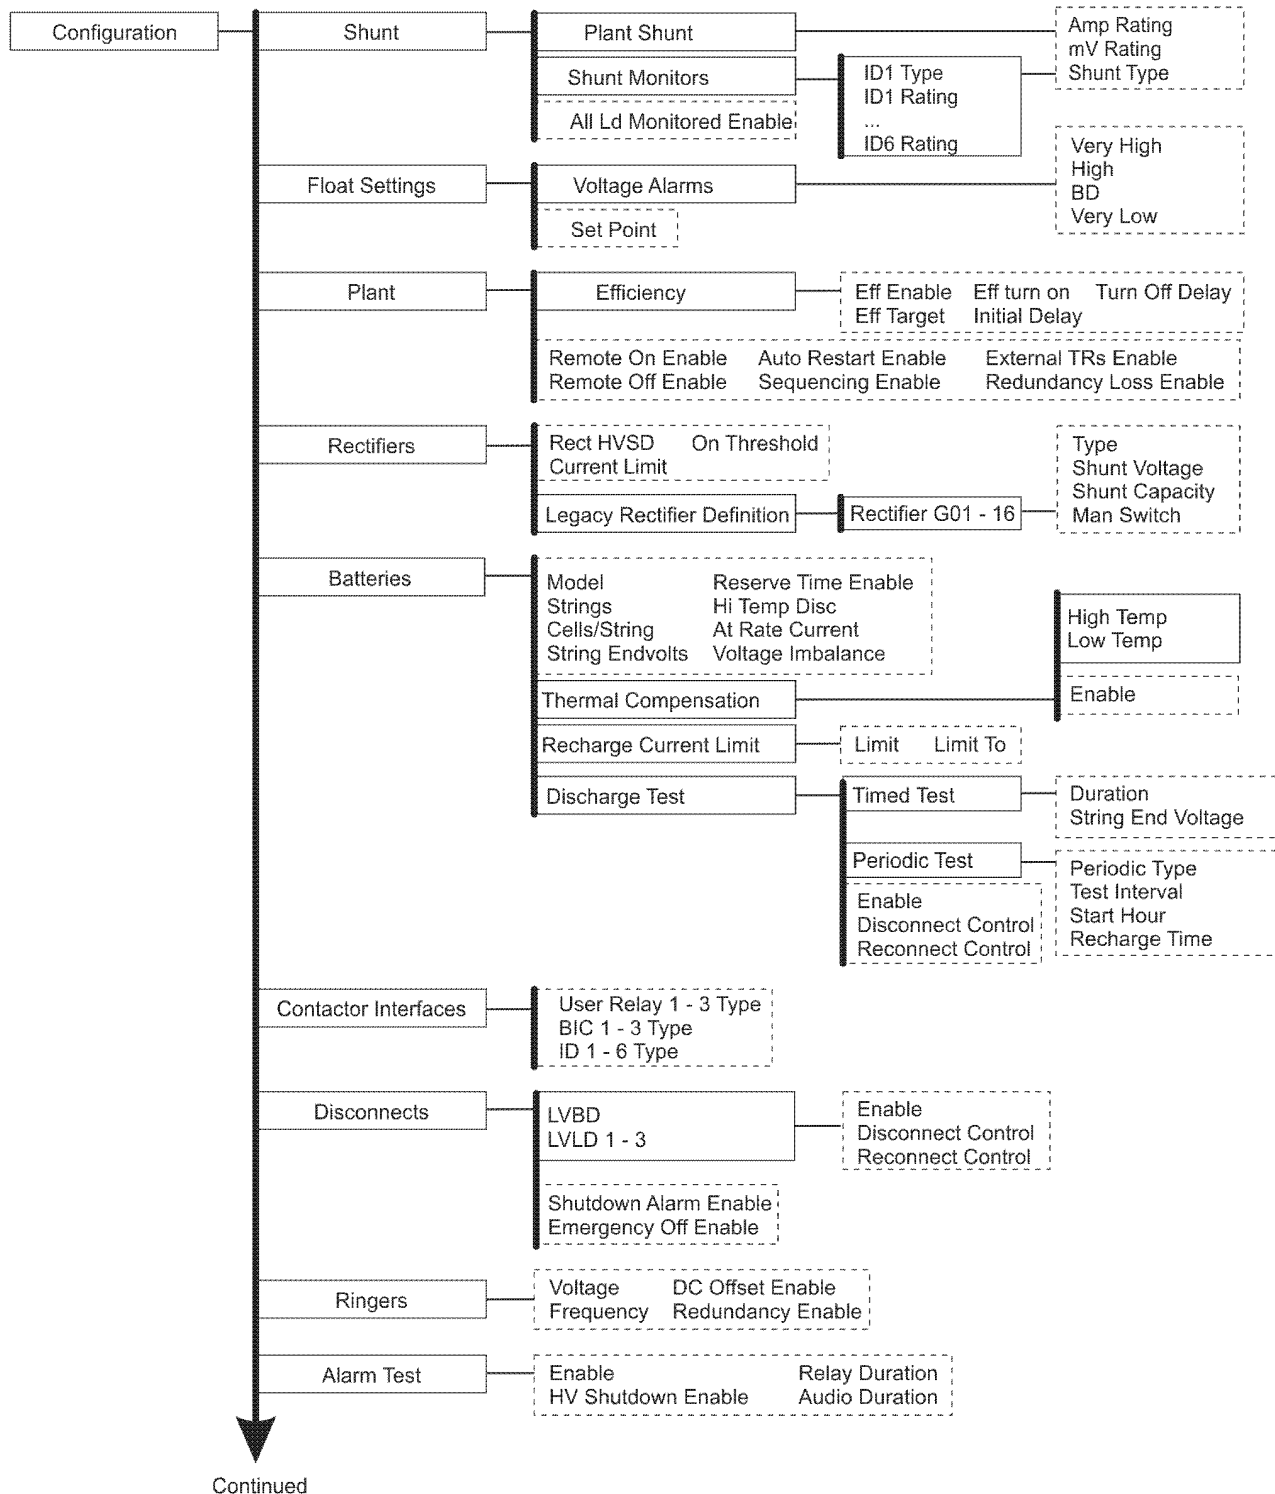 Configuration
Shunt
Plant Shunt
Amp Rating
mV Rating
Shunt Type
Shunt Monitors
ID1 Type
ID1 Rating
...
ID6 Rating
All Ld Monitored Enable
Float Settings
Voltage Alarms
Very High
High
BD
Very Low
Set Point
Plant
Efficiency
Eff Enable Eff turn on Turn Off Delay
Eff Target Initial Delay
Remote On Enable Auto Restart Enable External TRs Enable
Remote Off Enable Sequencing Enable Redundancy Loss Enable
Rectifiers
Rect HVSD On Threshold
Current Limit
Legacy Rectifier Definition
Rectifier G01 - 16
Type
Shunt Voltage
Shunt Capacity
Man Switch
Batteries
Model Reserve Time Enable
Strings Hi Temp Disc
Cells/String At Rate Current
String Endvolts Voltage Imbalance
Thermal Compensation
High Temp
Low Temp
Enable
Recharge Current Limit
Limit Limit To
Discharge Test
Timed Test
Duration
String End Voltage
Periodic Test
Periodic Type
Test Interval
Start Hour
Recharge Time
Enable
Disconnect Control
Reconnect Control
Contactor Interfaces
User Relay 1 - 3 Type
BIC 1 - 3 Type
ID 1 - 6 Type
Disconnects
LVBD
LVLD 1 - 3
Enable
Disconnect Control
Reconnect Control
Shutdown Alarm Enable
Emergency Off Enable
Ringers
Voltage DC Offset Enable
Frequency Redundancy Enable
Alarm Test
Enable Relay Duration
HV Shutdown Enable Audio Duration
Continued